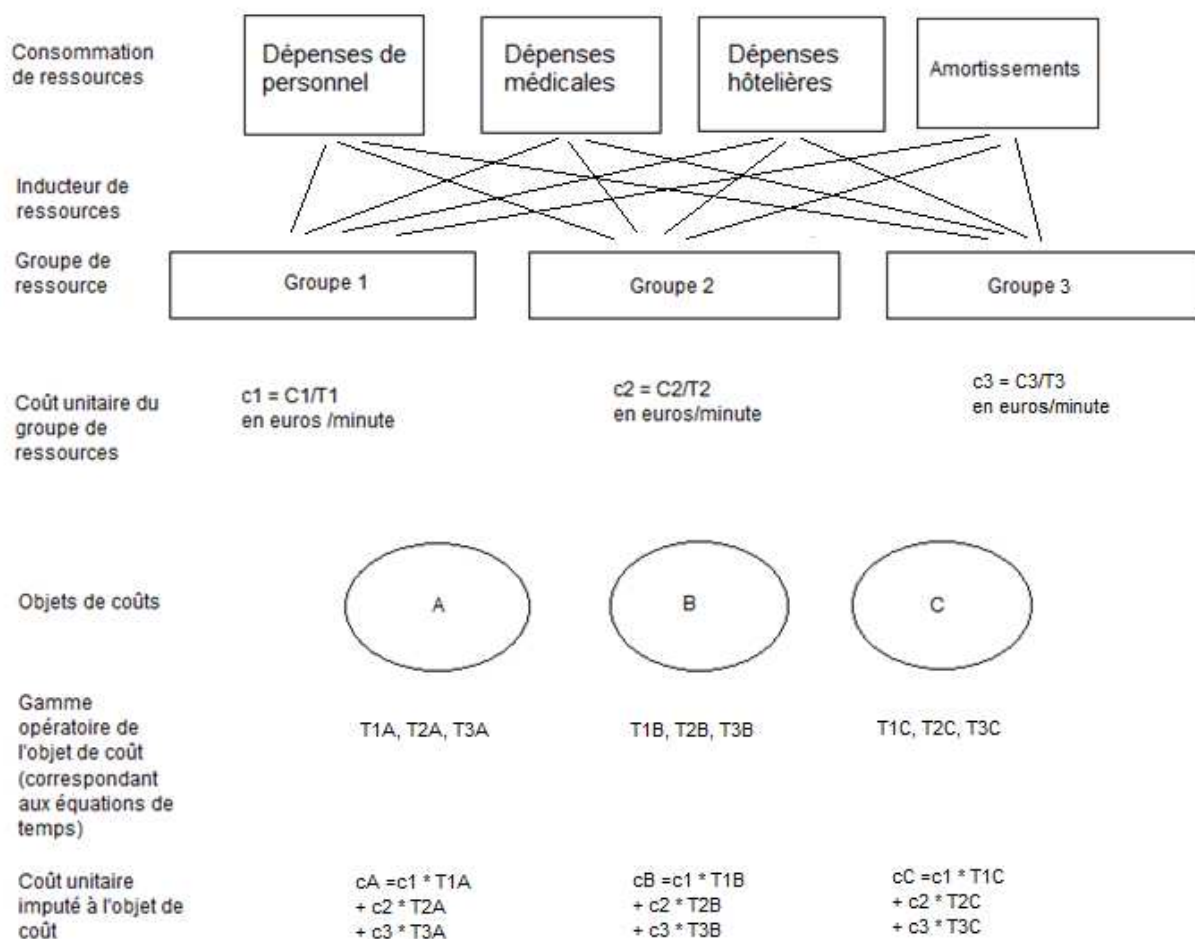 Consommation
de ressources
Dépenses de
personnel
Dépenses
médicales
Dépenses
hôtelières
Amortissements
Inducteur de
ressources
Groupe de
ressource
Groupe 1
Groupe 2
Groupe 3
Coût unitaire du
groupe de
ressources
c1 = C1/T1
en euros /minute
c2 = C2/T2
en euros/minute
c3 = C3/T3
en euros/minute
Objets de coûts
A
B
C
Gamme
opératoire de
l'objet de coût
(correspondant
aux équations de
temps)
T1A, T2A, T3A
T1B, T2B, T3B
T1C, T2C, T3C
Coût unitaire
imputé à l'objet de
coût
cA =c1 * T1A
+ c2 * T2A
+ c3 * T3A
cB =c1 * T1B
+ c2 * T2B
+ c3 * T3B
cC =c1 * T1C
+ c2 * T2C
+ c3 * T3C